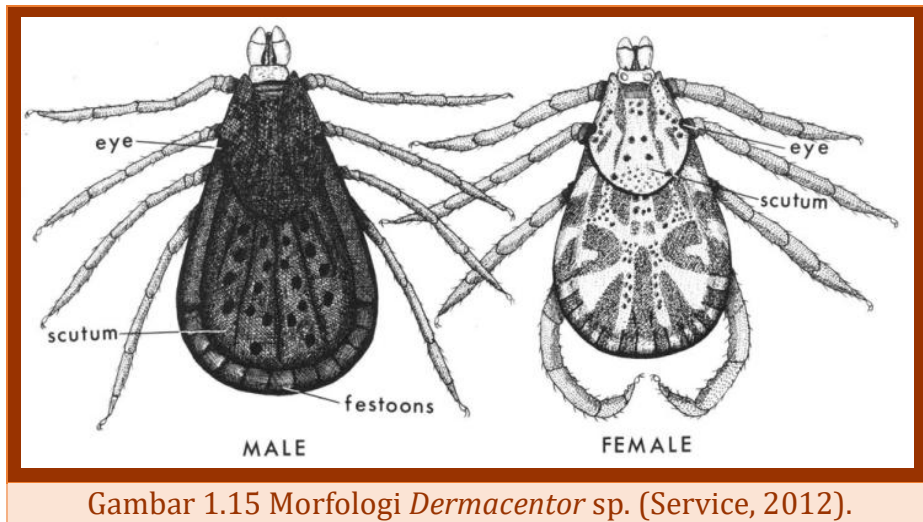 eye
scutum
festoons
MALE
eye
scutum
FEMALE
Gambar 1.15 Morfologi Dermacentor sp. (Service, 2012).